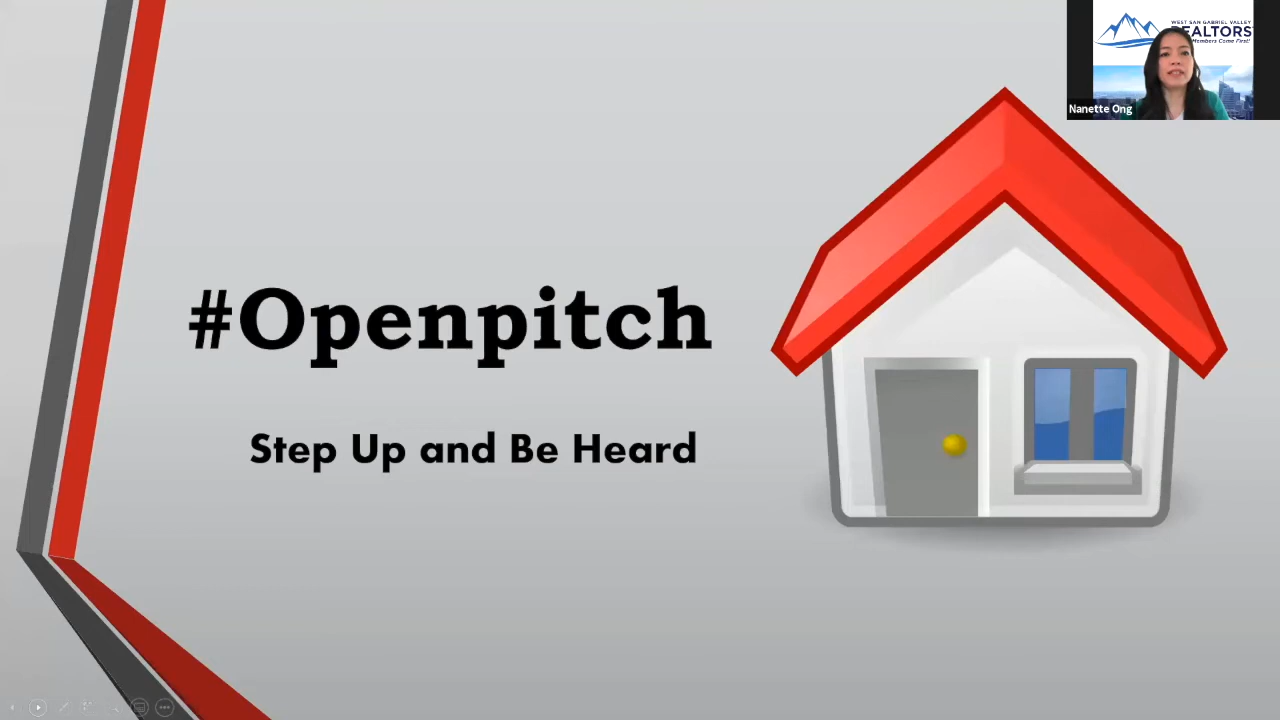 WEST SAN GABRIEL VALLEY
REALTORS
Members Come First!
Nanette Ong
#Openpitch
Step Up and Be Heard